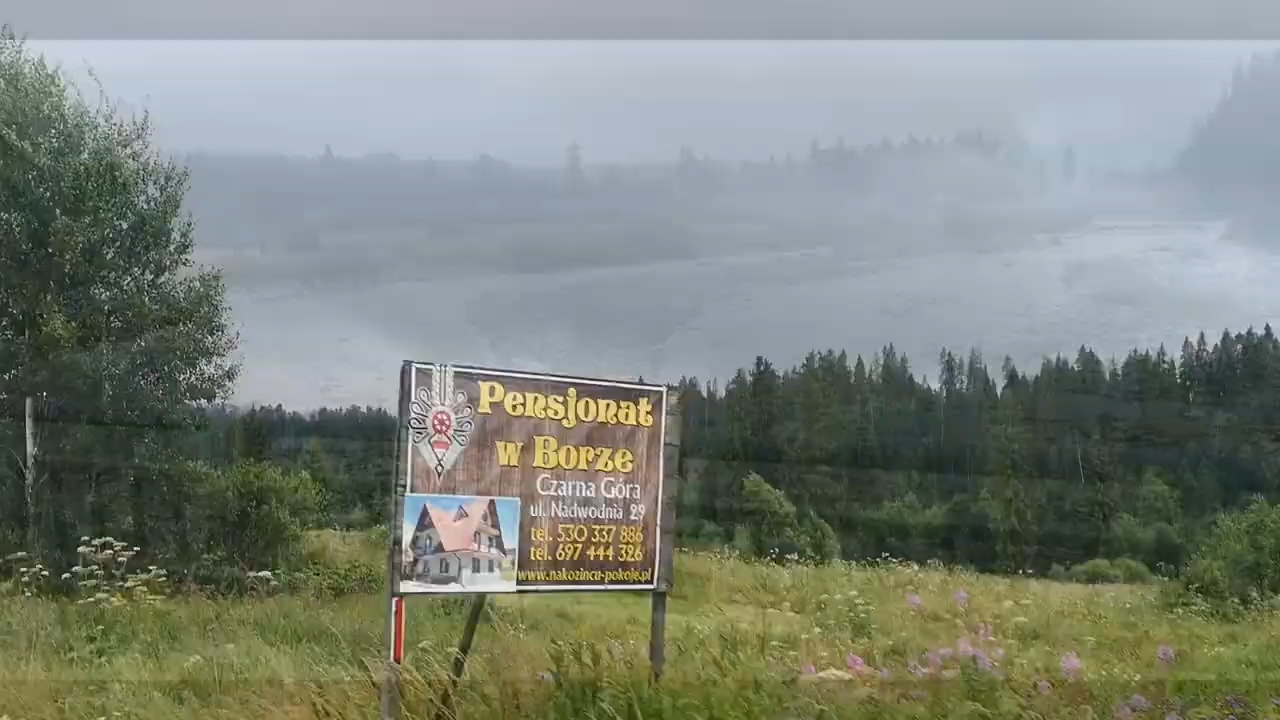 Pensjonat
w Borze
Czarna Góra
ul. Nadwodnia 29
tel. 530 337 886
tel. 697 444 326
www.nakozincu-pokoje.pl